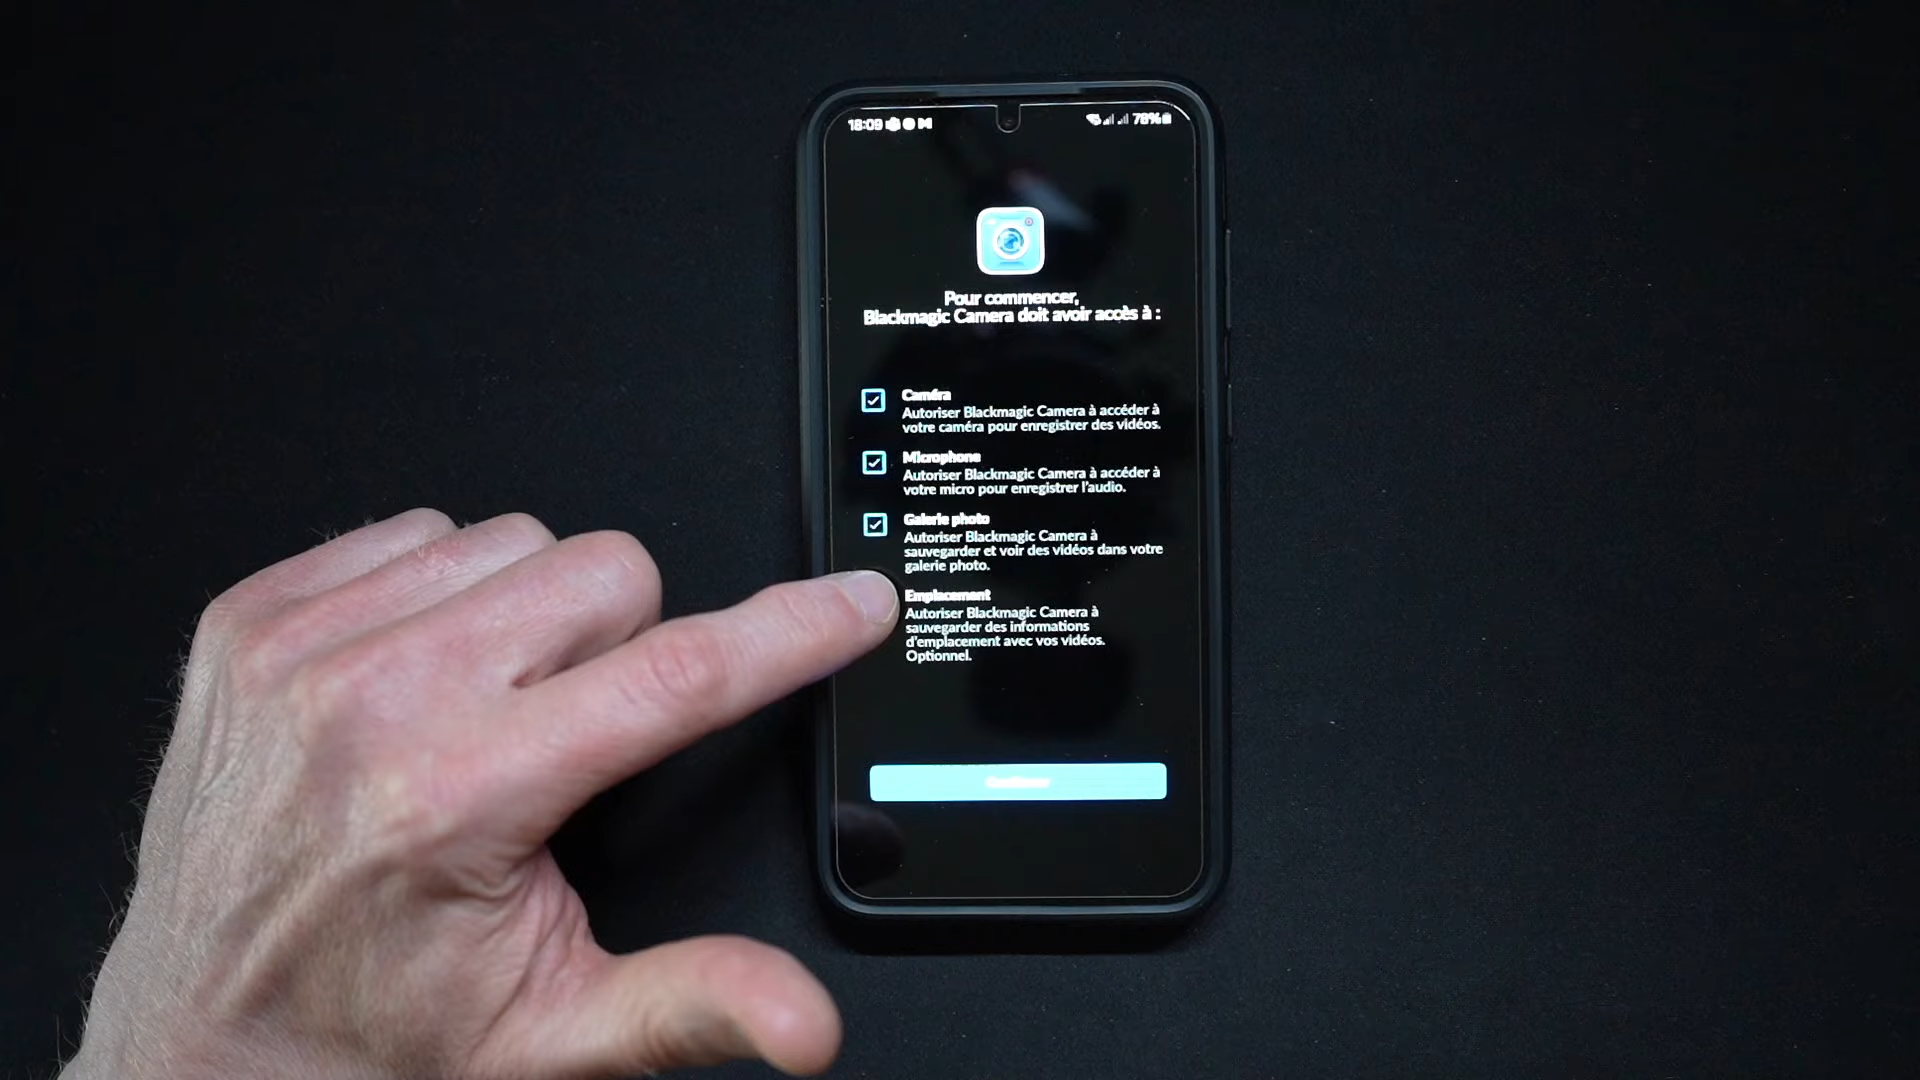 18:09
78%
Pour commencer,
Blackmagic Camera doit avoir accès à :
Caméra
Autoriser Blackmagic Camera à accéder à
votre caméra pour enregistrer des vidéos.
Microphone
Autoriser Blackmagic Camera à accéder à
votre micro pour enregistrer l'audio.
Galerie photo
Autoriser Blackmagic Camera à
sauvegarder et voir des vidéos dans votre
galerie photo.
Emplacement
Autoriser Blackmagic Camera à
sauvegarder des informations
d'emplacement avec vos vidéos.
Optionnel.